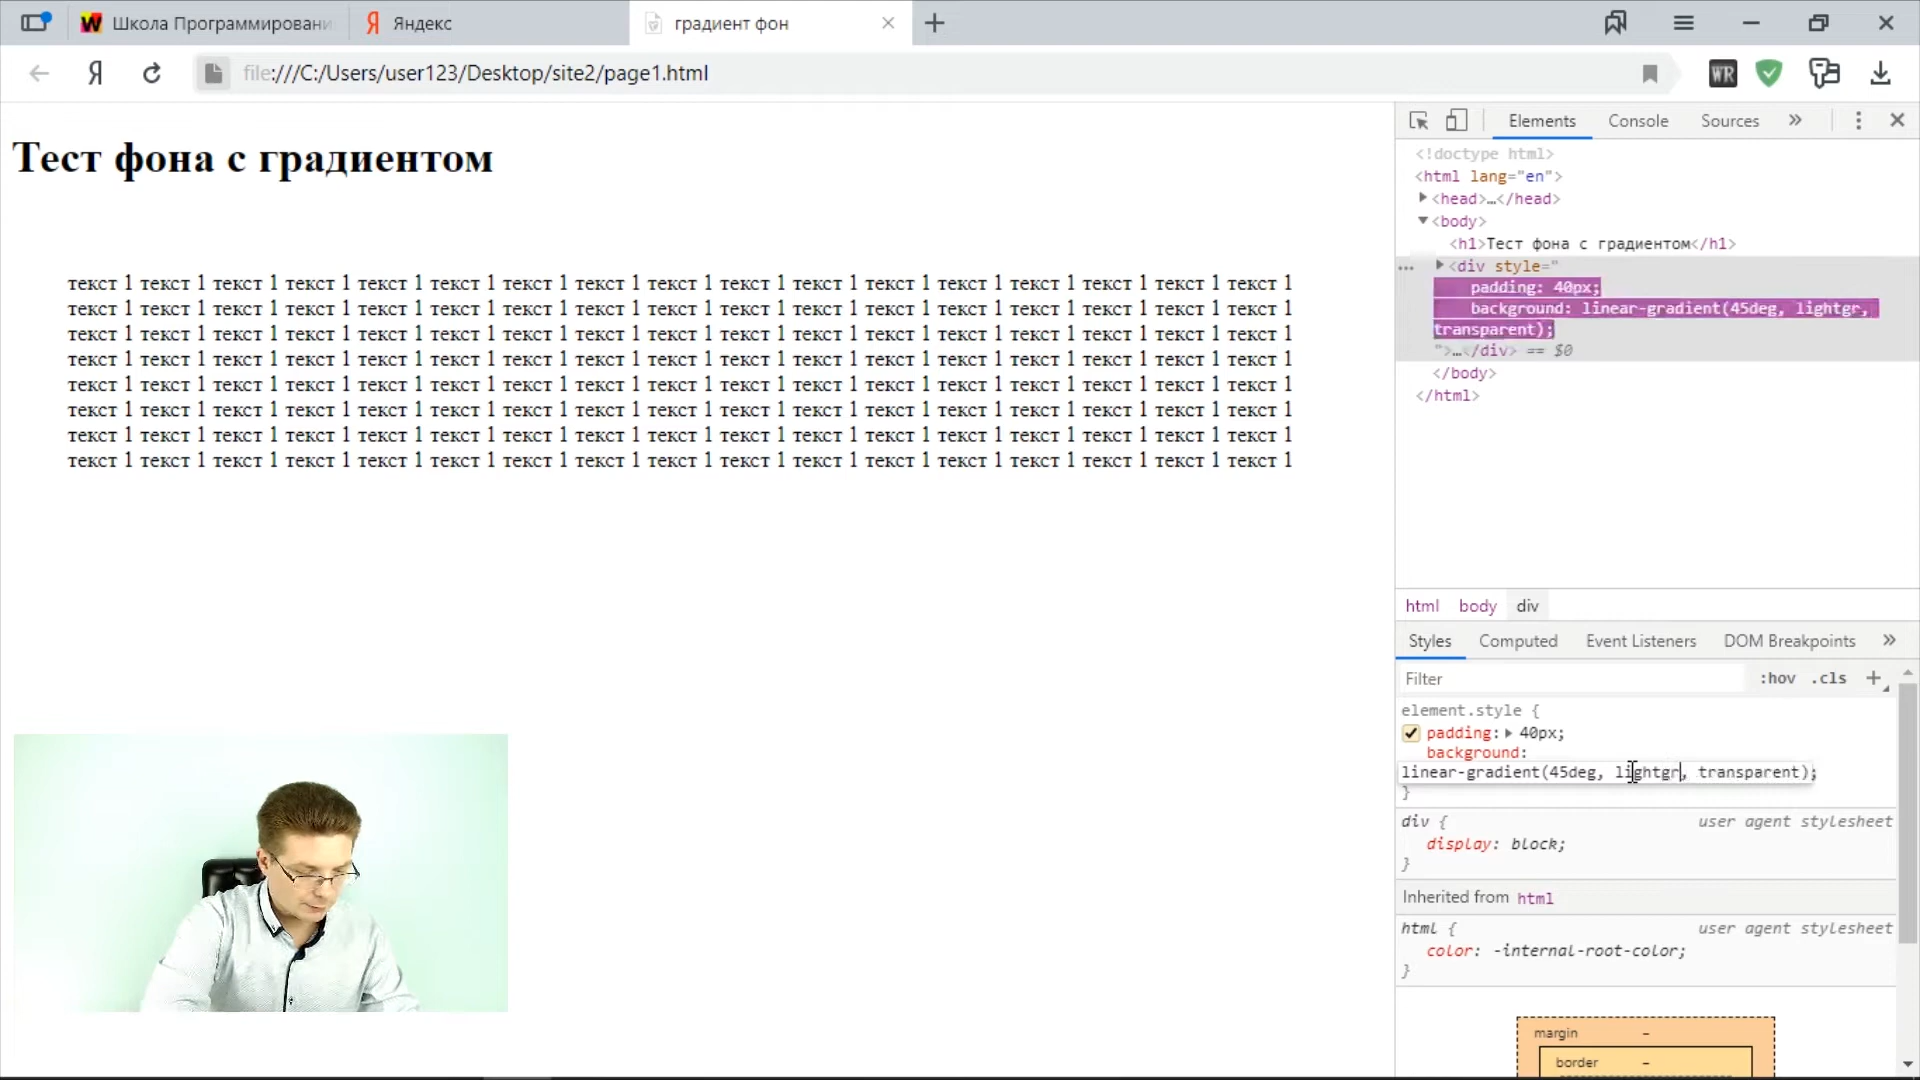 Школа Программировани
Яндекс
градиент фон
file:///C:/Users/user123/Desktop/site2/page1.html
WR
Тест фона с градиентом
текст 1 текст 1 текст 1 текст 1 текст 1 текст 1 текст 1 текст 1 текст 1 текст 1 текст 1 текст 1 текст 1 текст 1 текст 1 текст 1 текст 1
текст 1 текст 1 текст 1 текст 1 текст 1 текст 1 текст 1 текст 1 текст 1 текст 1 текст 1 текст 1 текст 1 текст 1 текст 1 текст 1 текст 1
текст 1 текст 1 текст 1 текст 1 текст 1 текст 1 текст 1 текст 1 текст 1 текст 1 текст 1 текст 1 текст 1 текст 1 текст 1 текст 1 текст 1
текст 1 текст 1 текст 1 текст 1 текст 1 текст 1 текст 1 текст 1 текст 1 текст 1 текст 1 текст 1 текст 1 текст 1 текст 1 текст 1 текст 1
текст 1 текст 1 текст 1 текст 1 текст 1 текст 1 текст 1 текст 1 текст 1 текст 1 текст 1 текст 1 текст 1 текст 1 текст 1 текст 1 текст 1
текст 1 текст 1 текст 1 текст 1 текст 1 текст 1 текст 1 текст 1 текст 1 текст 1 текст 1 текст 1 текст 1 текст 1 текст 1 текст 1 текст 1
текст 1 текст 1 текст 1 текст 1 текст 1 текст 1 текст 1 текст 1 текст 1 текст 1 текст 1 текст 1 текст 1 текст 1 текст 1 текст 1 текст 1
текст 1 текст 1 текст 1 текст 1 текст 1 текст 1 текст 1 текст 1 текст 1 текст 1 текст 1 текст 1 текст 1 текст 1 текст 1 текст 1 текст 1
Elements Console Sources »
<!doctype html>
<html lang="en">
<head>…</head>
<body>
<h1>Тест фона с градиентом</h1>
<div style="
padding: 40px;
background: linear-gradient(45deg, lightgr,
transparent);
">…</div> == $0
</body>
</html>
html body div
Styles Computed Event Listeners DOM Breakpoints »
Filter :hov .cls +
element.style {
padding: 40px;
background:
linear-gradient(45deg, lightgr, transparent);
}
div { user agent stylesheet
display: block;
}
Inherited from html
html { user agent stylesheet
color: -internal-root-color;
}
margin -
border -